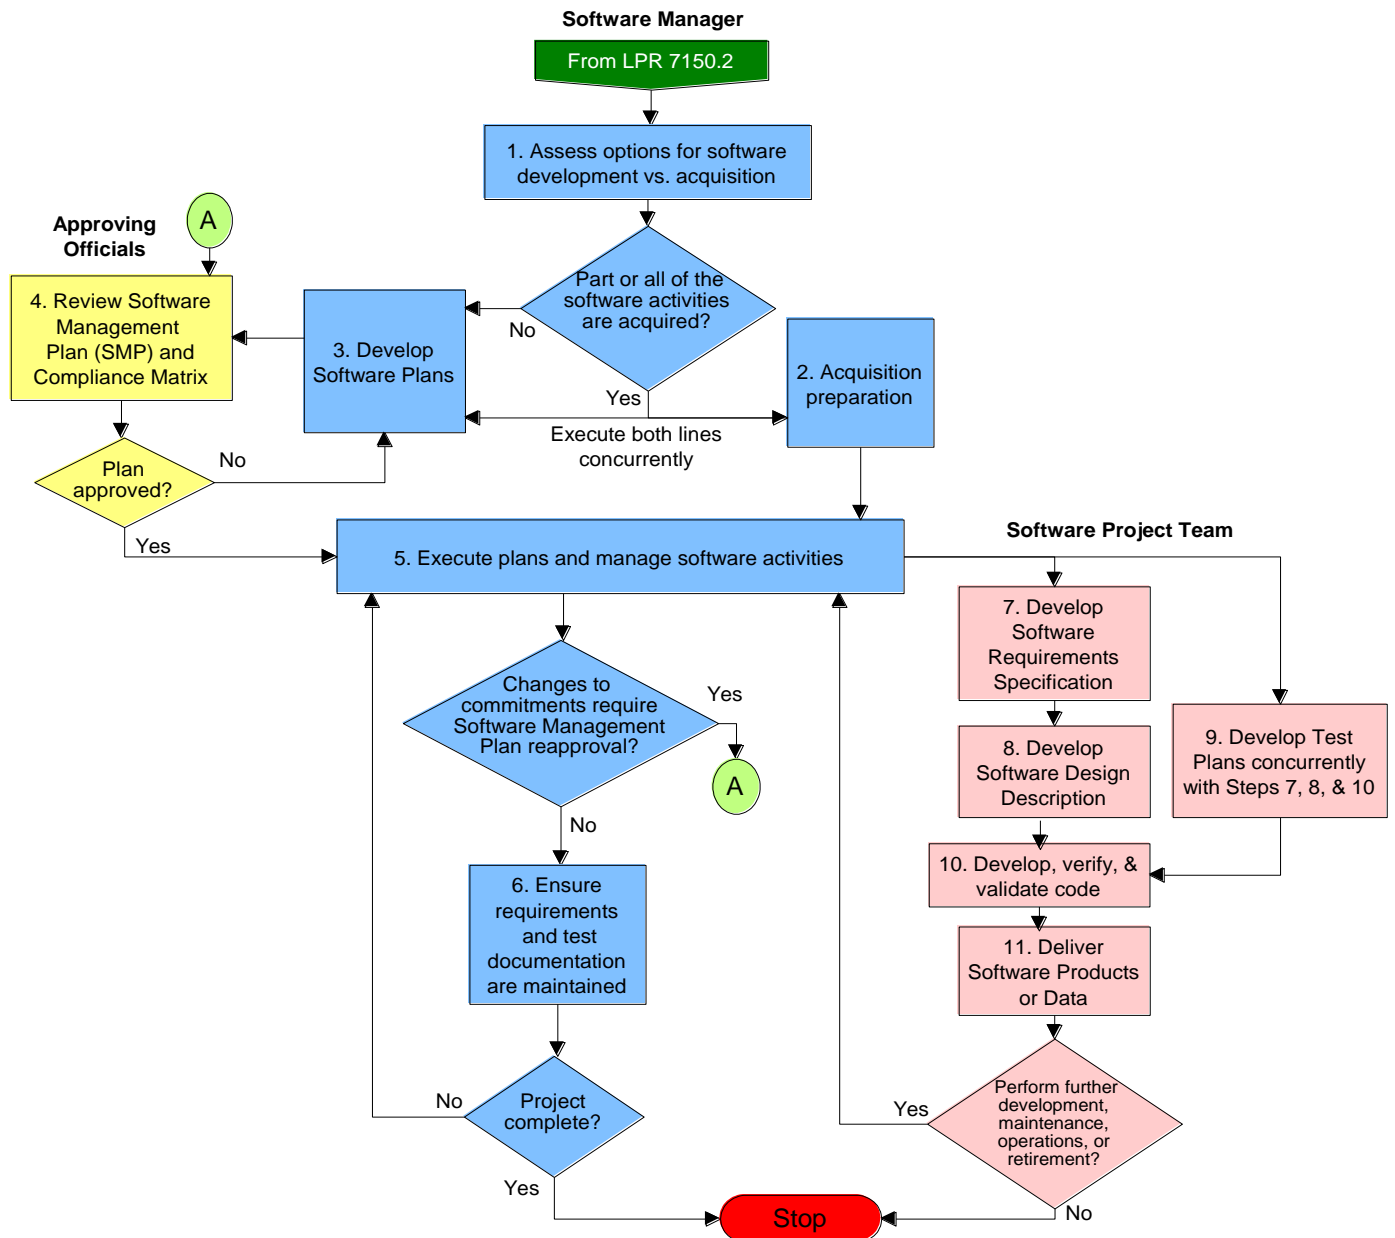 Software Manager
From LPR 7150.2
1. Assess options for software
development vs. acquisition
A
Approving
Officials
Part or all of the
software activities
are acquired?
No
Yes
4. Review Software
Management
Plan (SMP) and
Compliance Matrix
3. Develop
Software Plans
2. Acquisition
preparation
Execute both lines
concurrently
Plan
approved?
No
Yes
5. Execute plans and manage software activities
Software Project Team
Changes to
commitments require
Software Management
Plan reapproval?
Yes
A
No
7. Develop
Software
Requirements
Specification
8. Develop
Software Design
Description
9. Develop Test
Plans concurrently
with Steps 7, 8, & 10
10. Develop, verify, &
validate code
6. Ensure
requirements
and test
documentation
are maintained
11. Deliver
Software Products
or Data
Project
complete?
No
Yes
Perform further
development,
maintenance,
operations, or
retirement?
Yes
No
Stop